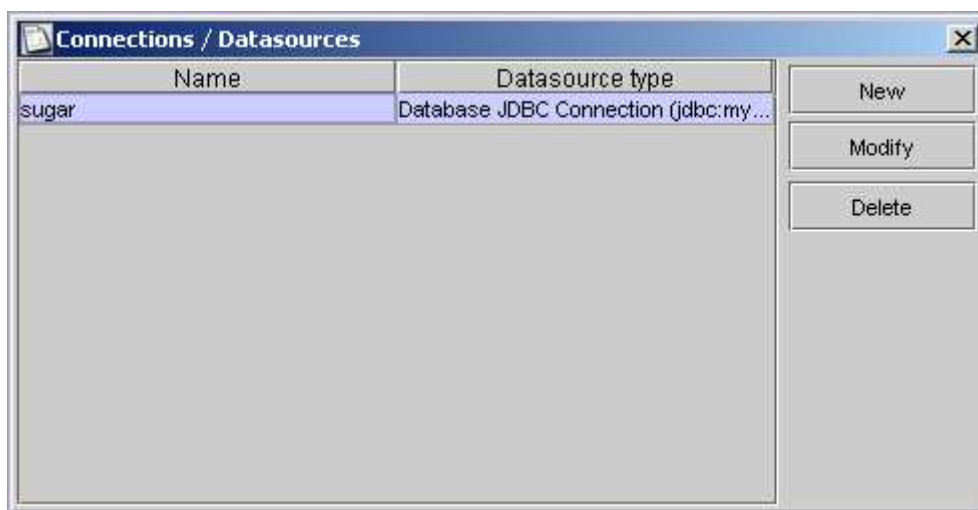 Connections / Datasources
Name Datasource type
sugar Database JDBC Connection (jdbc:my...
New
Modify
Delete